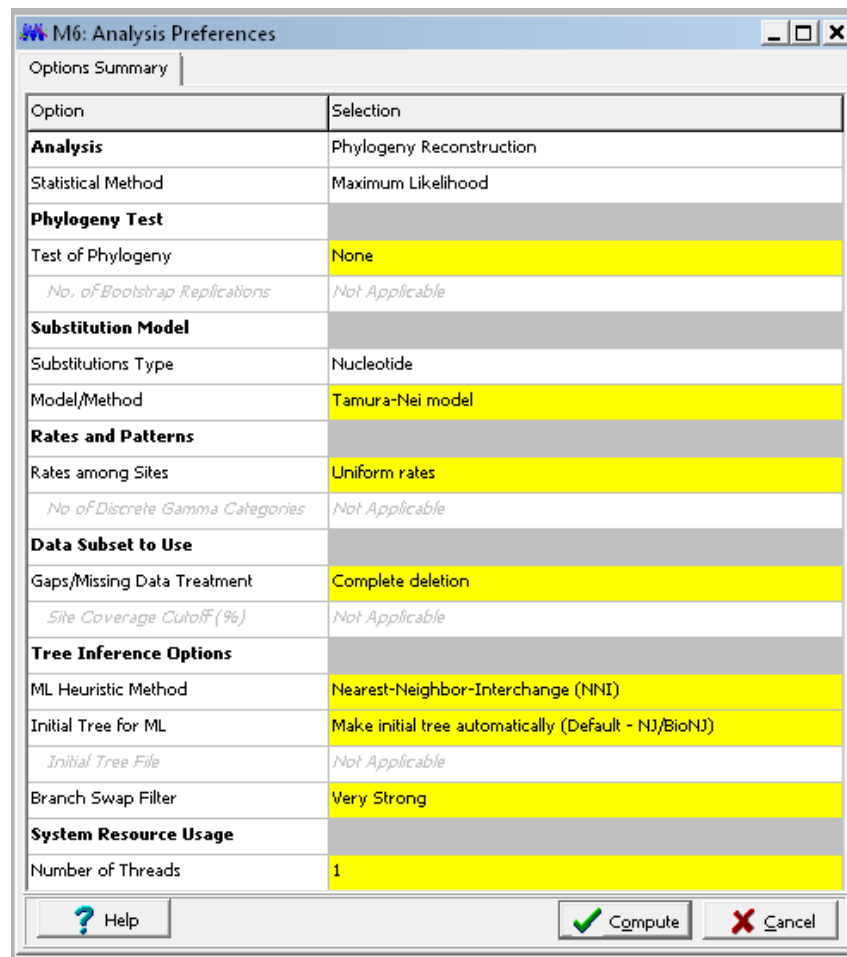 M6: Analysis Preferences
Options Summary
Option Selection
Analysis Phylogeny Reconstruction
Statistical Method Maximum Likelihood
Phylogeny Test
Test of Phylogeny None
No. of Bootstrap Replications Not Applicable
Substitution Model
Substitutions Type Nucleotide
Model/Method Tamura-Nei model
Rates and Patterns
Rates among Sites Uniform rates
No of Discrete Gamma Categories Not Applicable
Data Subset to Use
Gaps/Missing Data Treatment Complete deletion
Site Coverage Cutoff (%) Not Applicable
Tree Inference Options
ML Heuristic Method Nearest-Neighbor-Interchange (NNI)
Initial Tree for ML Make initial tree automatically (Default - NJ/BioNJ)
Initial Tree File Not Applicable
Branch Swap Filter Very Strong
System Resource Usage
Number of Threads 1
Help Compute Cancel